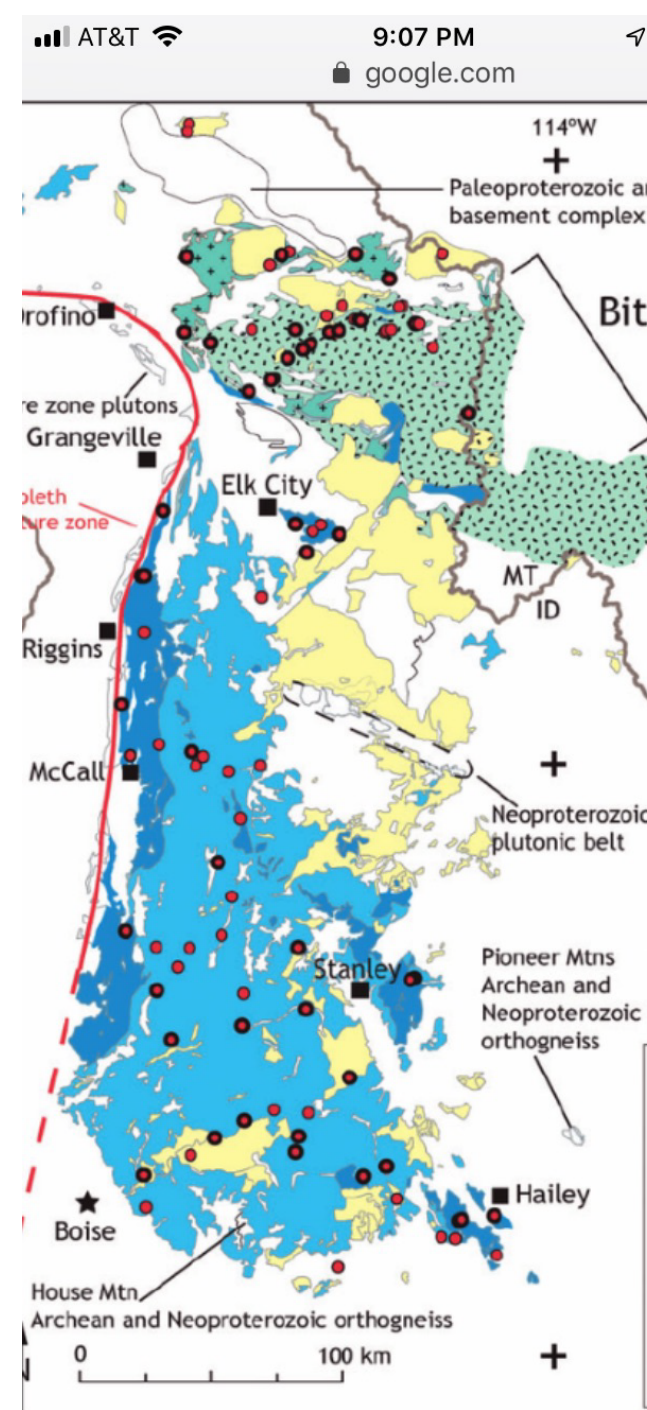 AT&T
9:07 PM
google.com
114°W
Paleoproterozoic
basement complex
Bit
rofino
re zone plutons
Grangeville
Elk City
leth
ure zone
MT
ID
Riggins
McCall
Neoproterozoic
plutonic belt
Stanley
Pioneer Mtns
Archean and
Neoproterozoic
orthogneiss
Hailey
Boise
House Mtn
Archean and Neoproterozoic orthogneiss
0
100 km
N